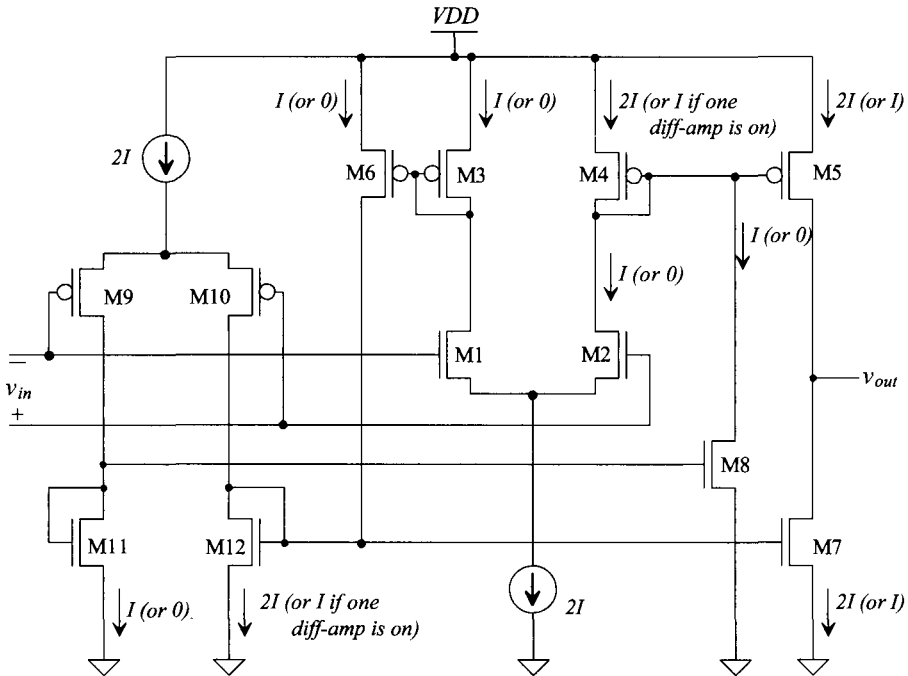 VDD
I (or 0)
I (or 0)
2I (or I if one
diff-amp is on)
2I (or I)
2I
M6
M3
M4
M5
I (or 0)
I (or 0)
M9
M10
M1
M2
−
v_in
+
v_out
M8
M11
M12
M7
I (or 0)
2I (or I if one
diff-amp is on)
2I
2I (or I)